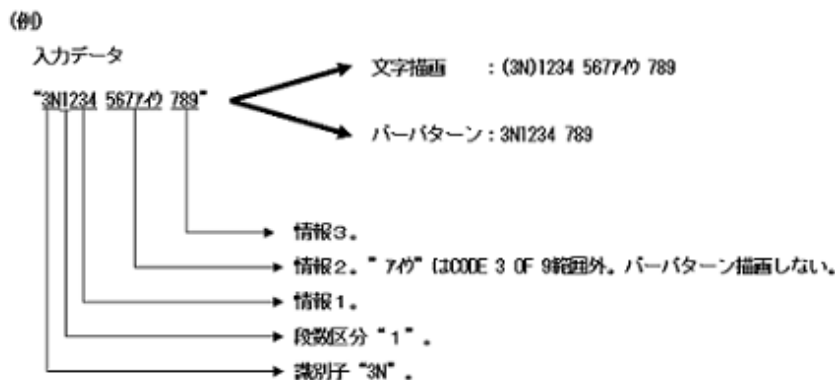 (例)
入力データ
文字描画 : (3N)1234 567ｱｲｳ 789
"3N1234 567ｱｲｳ 789"
バーパターン : 3N1234 789
情報3。
情報2。"ｱｲｳ"はCODE 3 OF 9範囲外。バーパターン描画しない。
情報1。
段数区分"1"。
識別子"3N"。